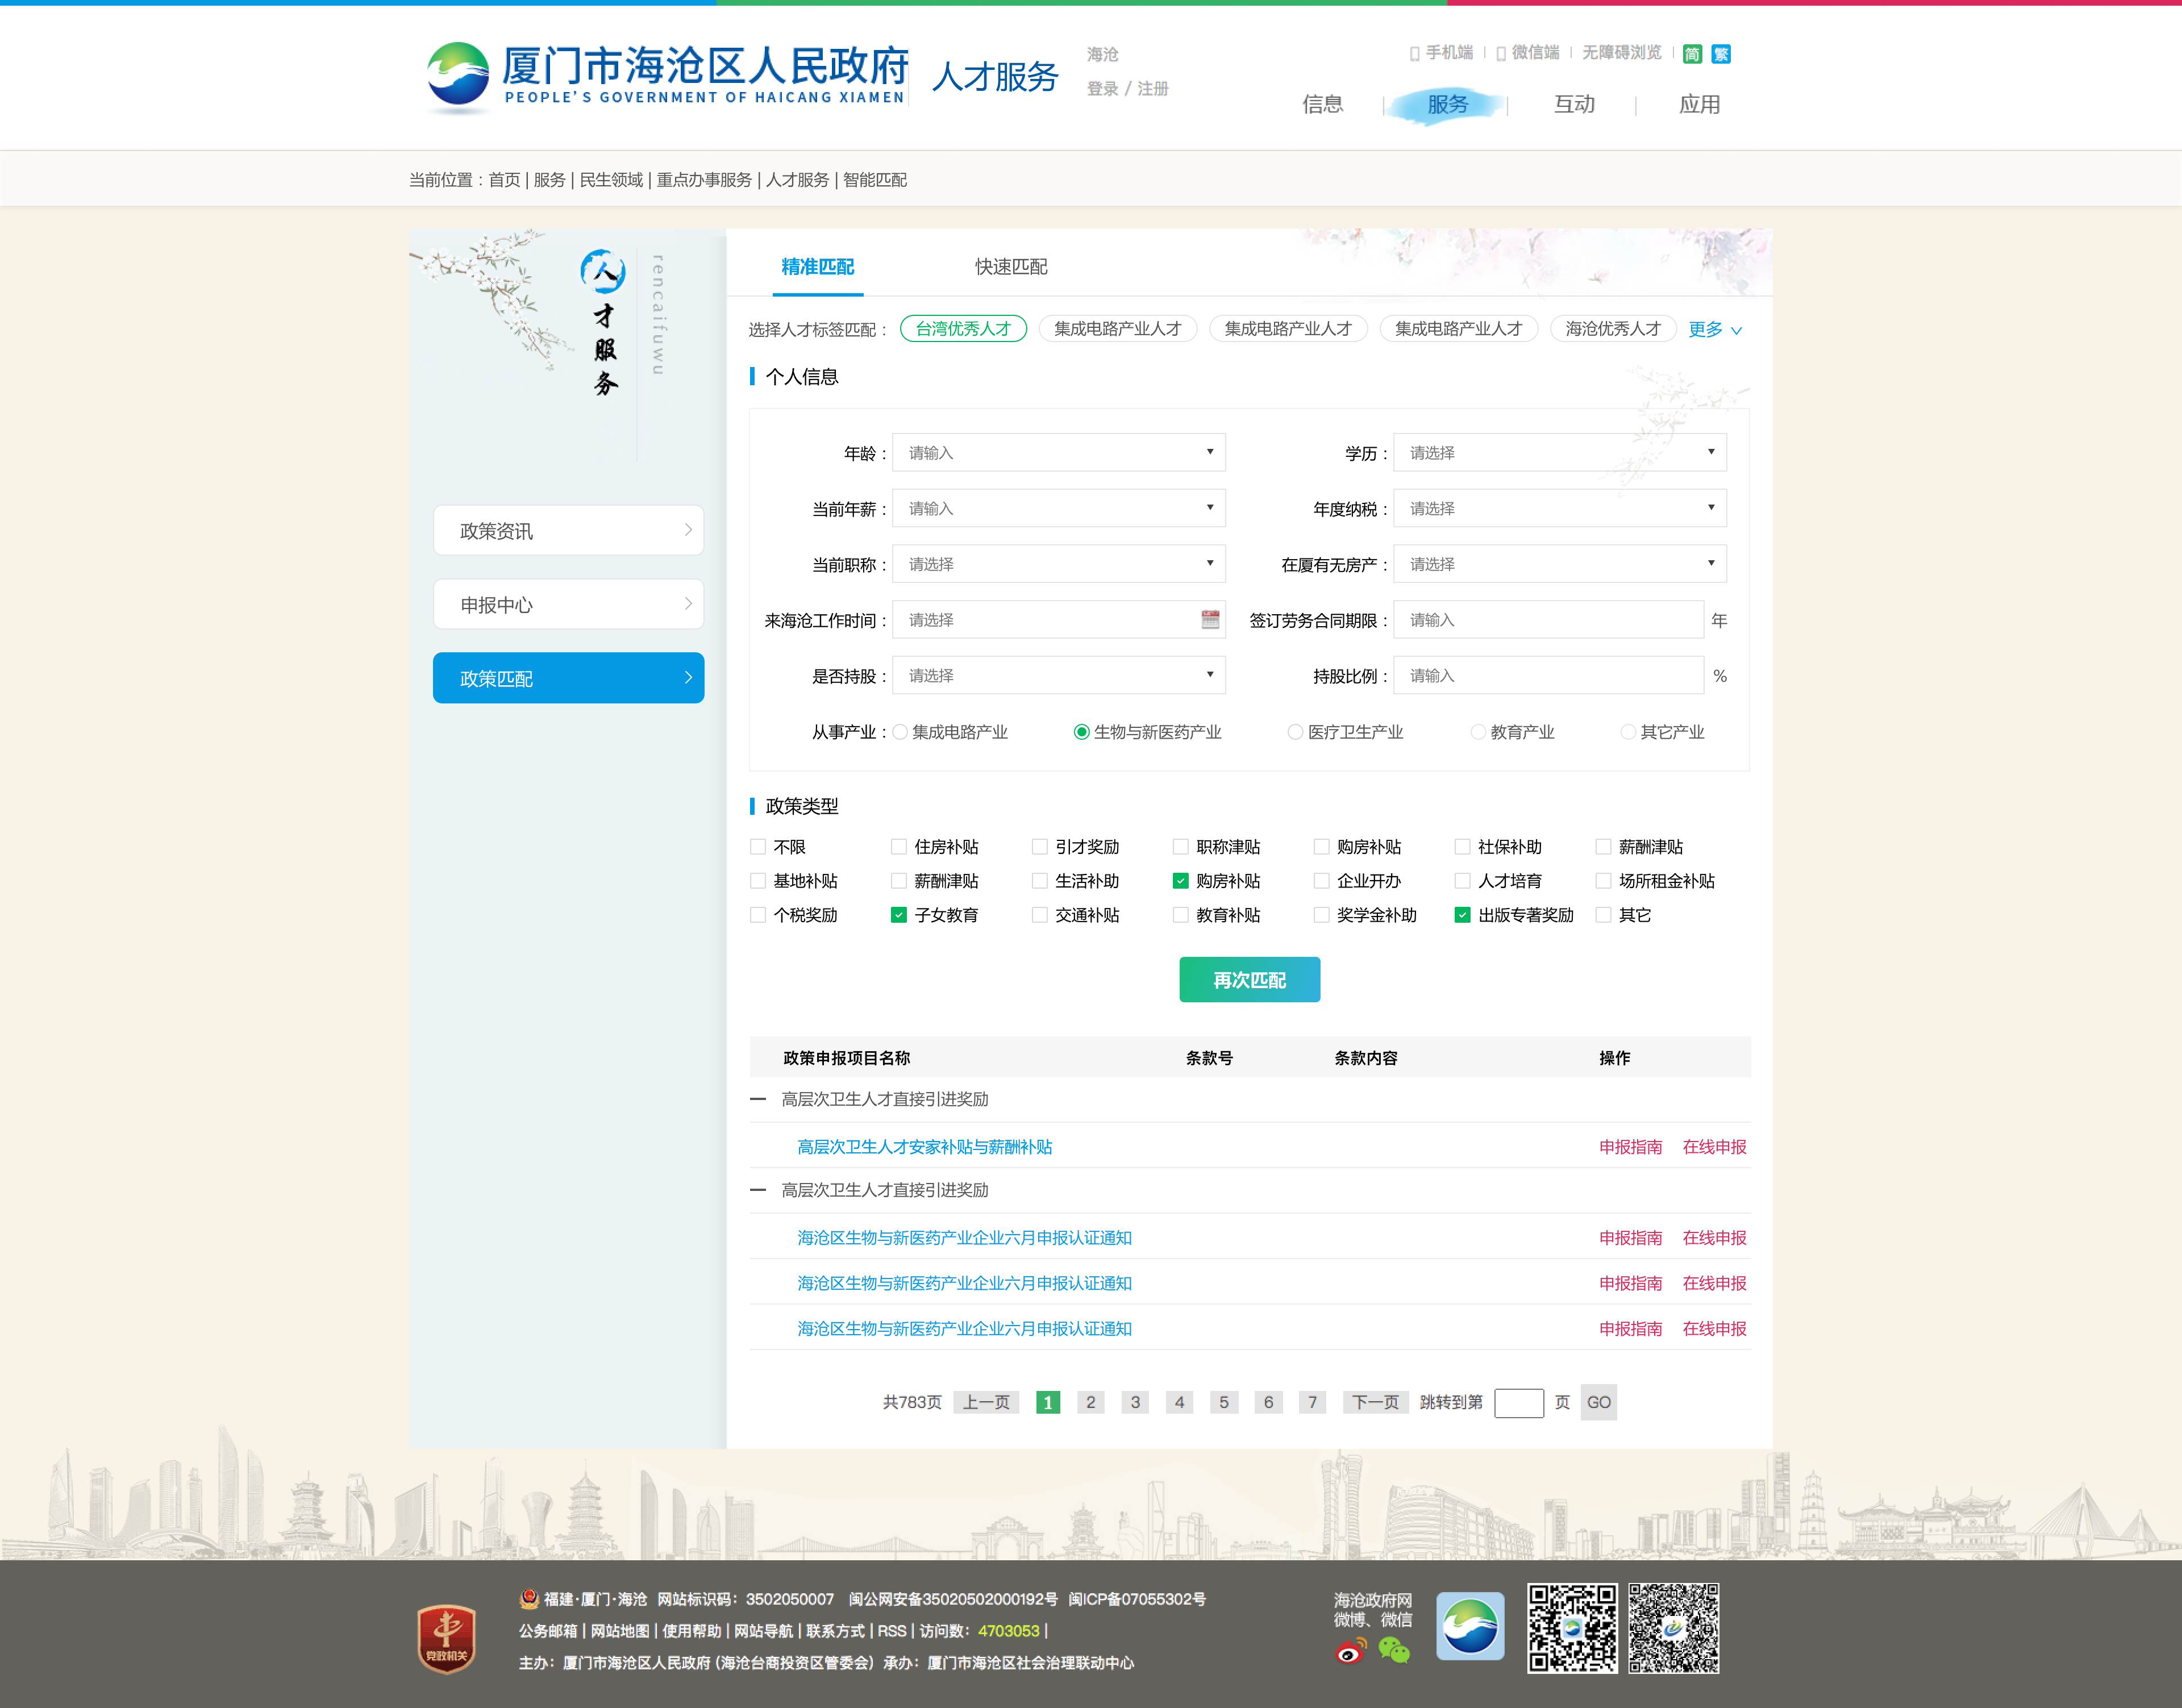 厦门市海沧区人民政府
PEOPLE'S GOVERNMENT OF HAICANG XIAMEN
人才服务
海沧
登录 / 注册
手机端 | 微信端 | 无障碍浏览 | 简 繁
信息 | 服务 | 互动 | 应用
当前位置：首页 | 服务 | 民生领域 | 重点办事服务 | 人才服务 | 智能匹配
人才服务
rencaifuwu
政策资讯
申报中心
政策匹配
精准匹配 快速匹配
选择人才标签匹配： 台湾优秀人才 集成电路产业人才 集成电路产业人才 集成电路产业人才 海沧优秀人才 更多
个人信息
年龄： 请输入 学历： 请选择
当前年薪： 请输入 年度纳税： 请选择
当前职称： 请选择 在厦有无房产： 请选择
来海沧工作时间： 请选择 签订劳务合同期限： 请输入 年
是否持股： 请选择 持股比例： 请输入 %
从事产业： 集成电路产业 生物与新医药产业 医疗卫生产业 教育产业 其它产业
政策类型
不限 住房补贴 引才奖励 职称津贴 购房补贴 社保补助 薪酬津贴
基地补贴 薪酬津贴 生活补助 购房补贴 企业开办 人才培育 场所租金补贴
个税奖励 子女教育 交通补贴 教育补贴 奖学金补助 出版专著奖励 其它
再次匹配
政策申报项目名称 条款号 条款内容 操作
高层次卫生人才直接引进奖励
高层次卫生人才安家补贴与薪酬补贴 申报指南 在线申报
高层次卫生人才直接引进奖励
海沧区生物与新医药产业企业六月申报认证通知 申报指南 在线申报
海沧区生物与新医药产业企业六月申报认证通知 申报指南 在线申报
海沧区生物与新医药产业企业六月申报认证通知 申报指南 在线申报
共783页 上一页 1 2 3 4 5 6 7 下一页 跳转到第 页 GO
党政机关
福建·厦门·海沧 网站标识码：3502050007 闽公网安备35020502000192号 闽ICP备07055302号
公务邮箱 | 网站地图 | 使用帮助 | 网站导航 | 联系方式 | RSS | 访问数：4703053 |
主办：厦门市海沧区人民政府 (海沧台商投资区管委会) 承办：厦门市海沧区社会治理联动中心
海沧政府网
微博、微信